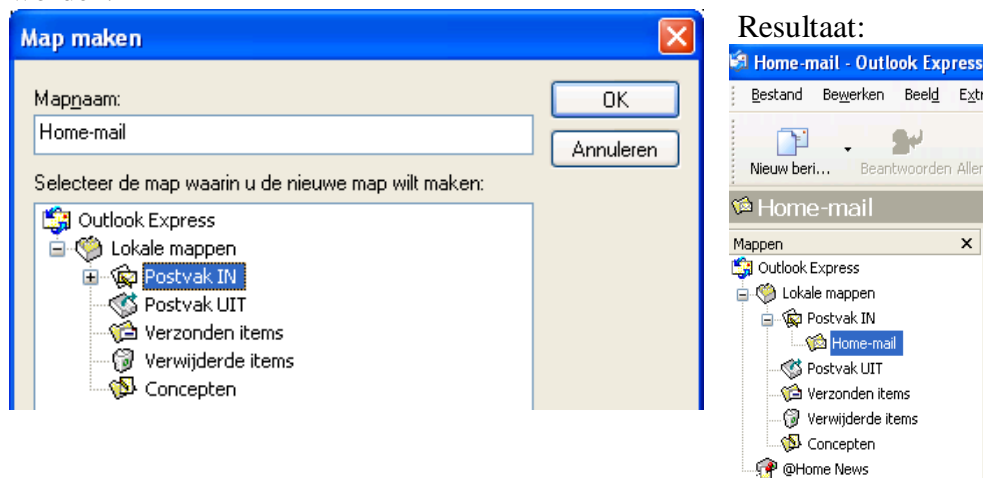 Map maken
Mapnaam:
Home-mail
OK
Annuleren
Selecteer de map waarin u de nieuwe map wilt maken:
Outlook Express
Lokale mappen
Postvak IN
Postvak UIT
Verzonden items
Verwijderde items
Concepten
Resultaat:
Home-mail - Outlook Express
Bestand Bewerken Beeld Extr
Nieuw beri... Beantwoorden Aller
Home-mail
Mappen
Outlook Express
Lokale mappen
Postvak IN
Home-mail
Postvak UIT
Verzonden items
Verwijderde items
Concepten
@Home News